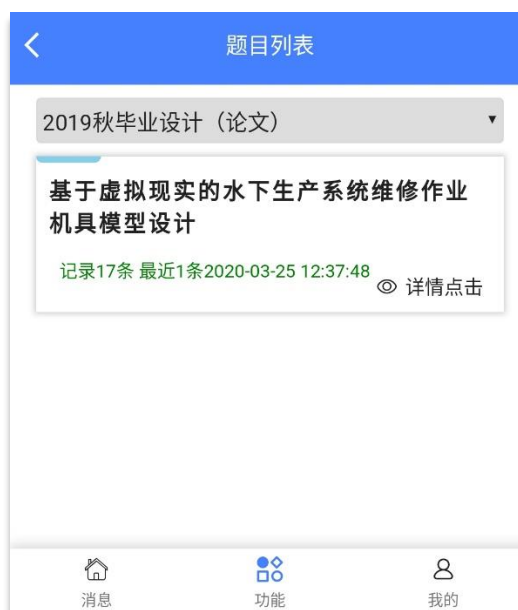 题目列表
2019秋毕业设计（论文）
基于虚拟现实的水下生产系统维修作业
机具模型设计
记录17条 最近1条2020-03-25 12:37:48
详情点击
消息
功能
我的